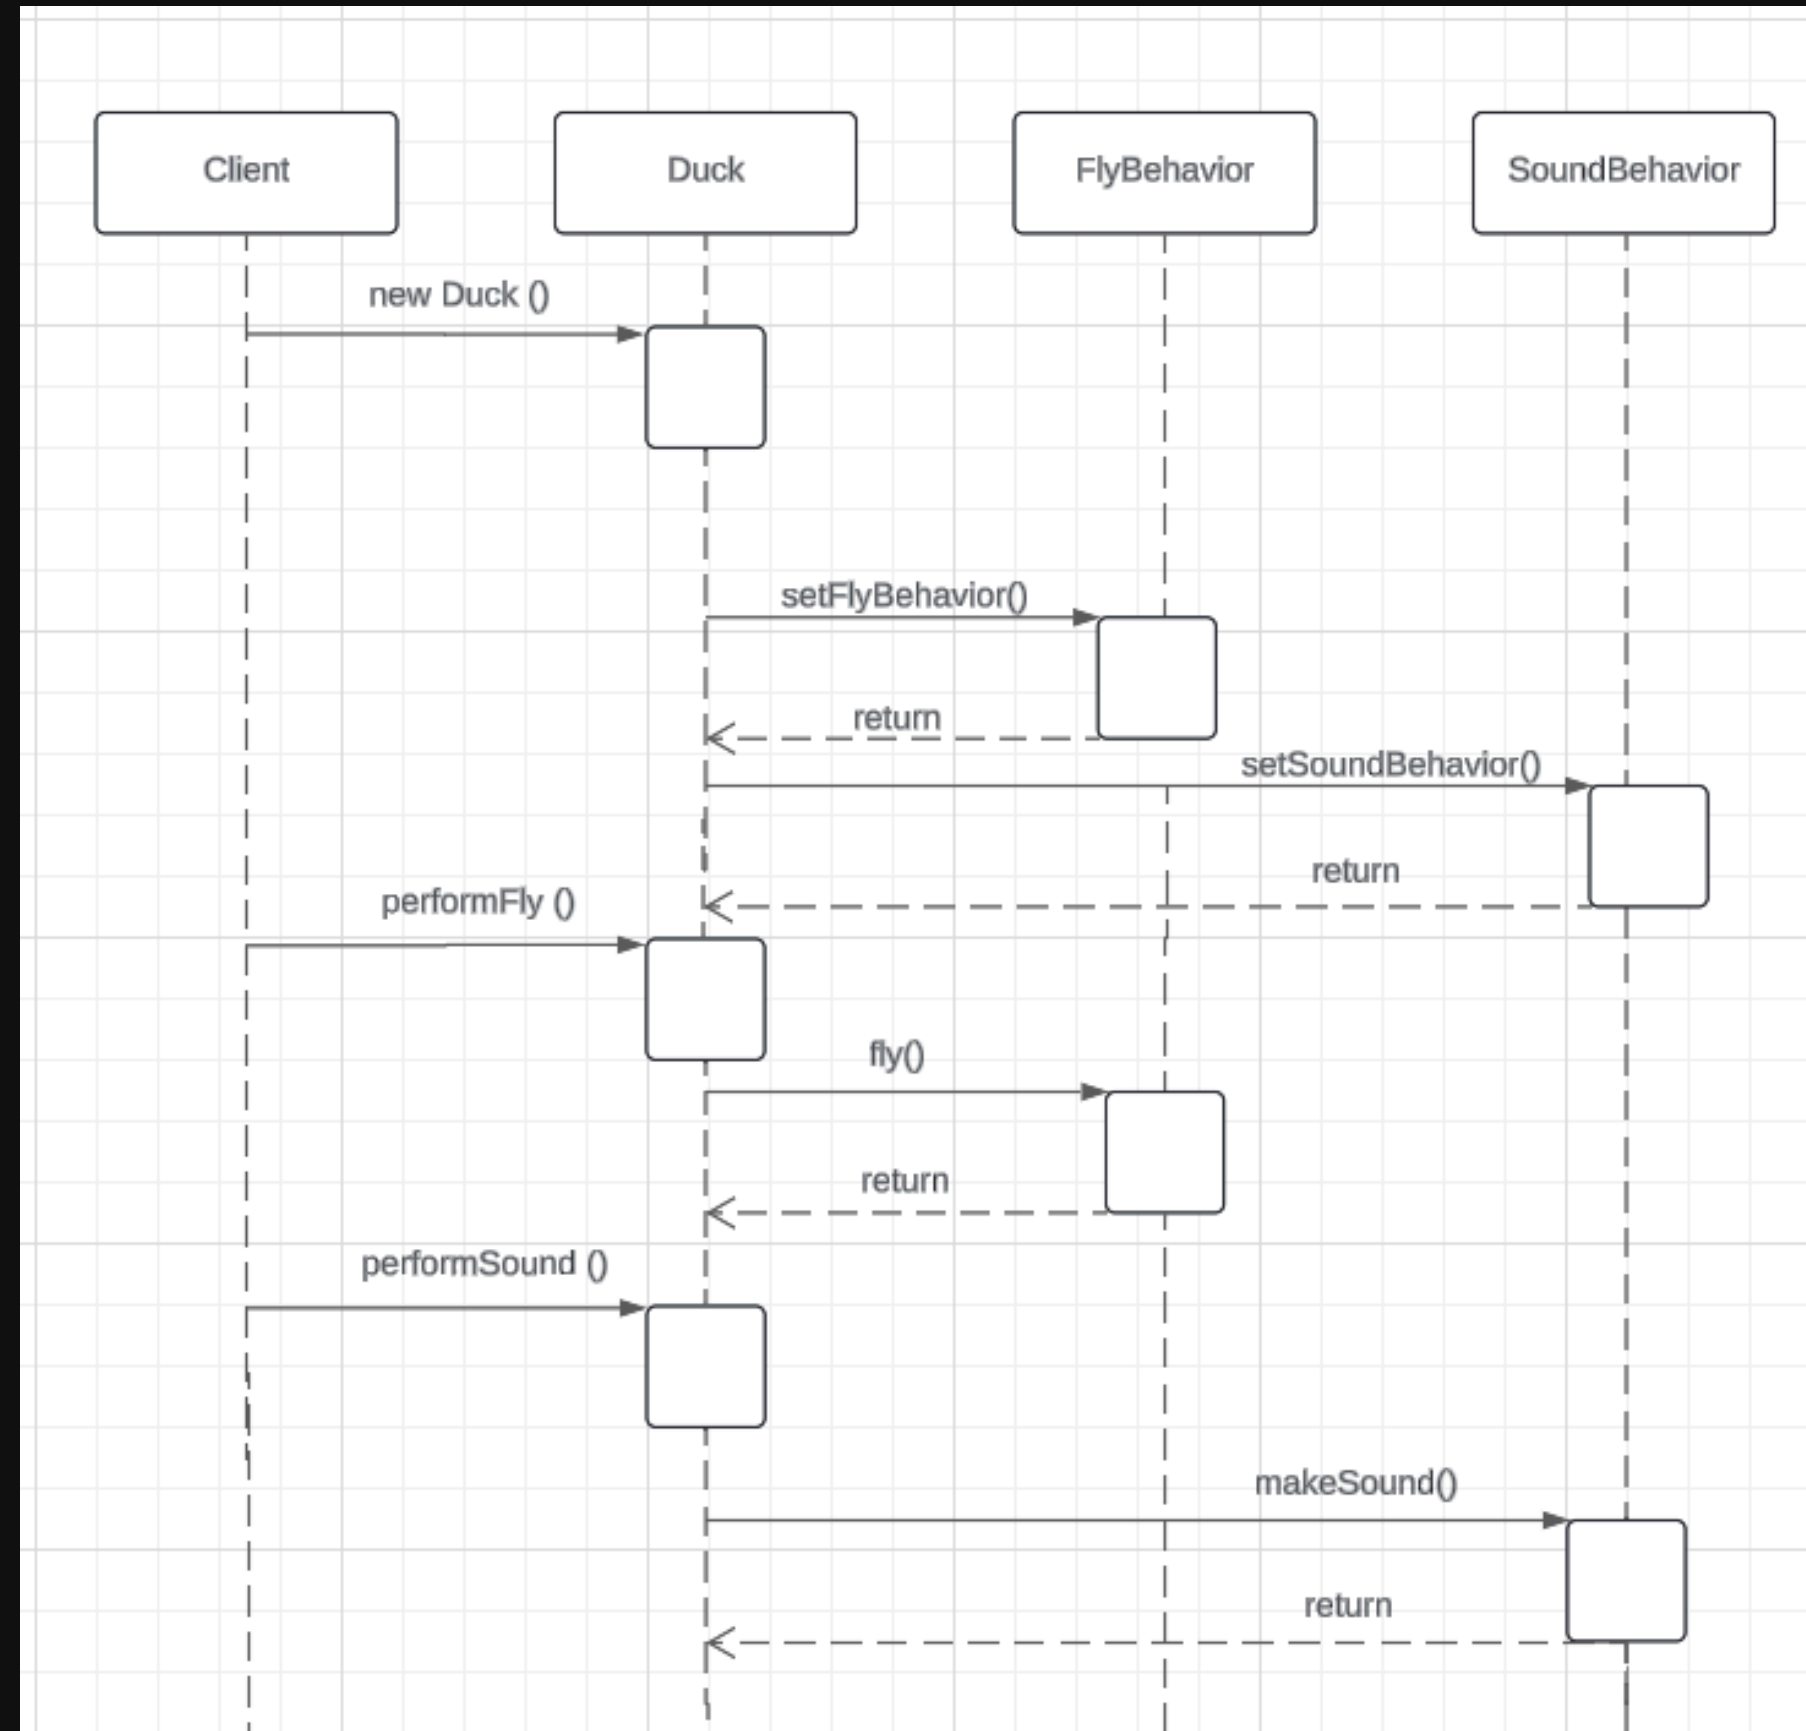 Client
Duck
FlyBehavior
SoundBehavior
new Duck ()
setFlyBehavior()
return
setSoundBehavior()
return
performFly ()
fly()
return
performSound ()
makeSound()
return